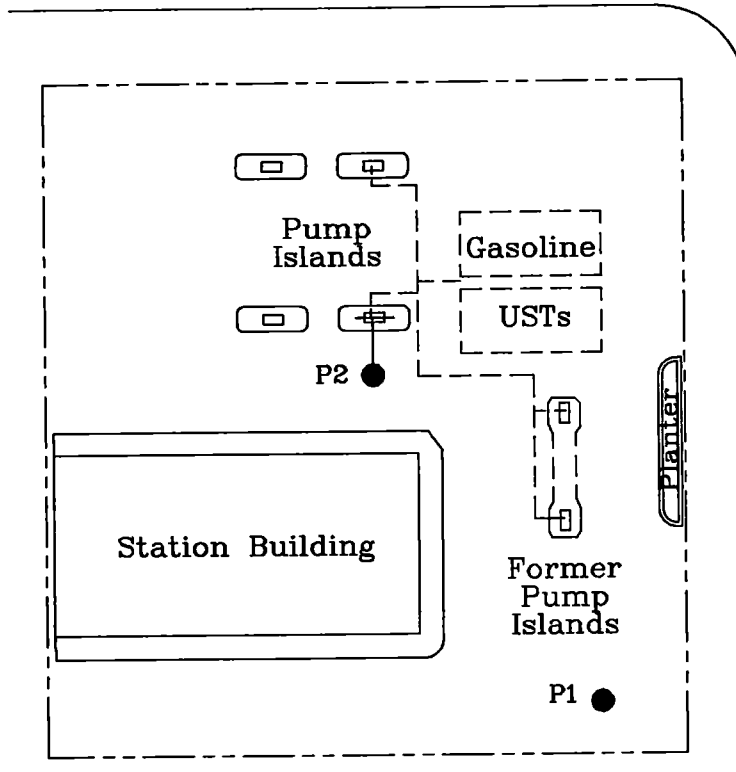 Pump
Islands
Gasoline
USTs
P2
Planter
Station Building
Former
Pump
Islands
P1